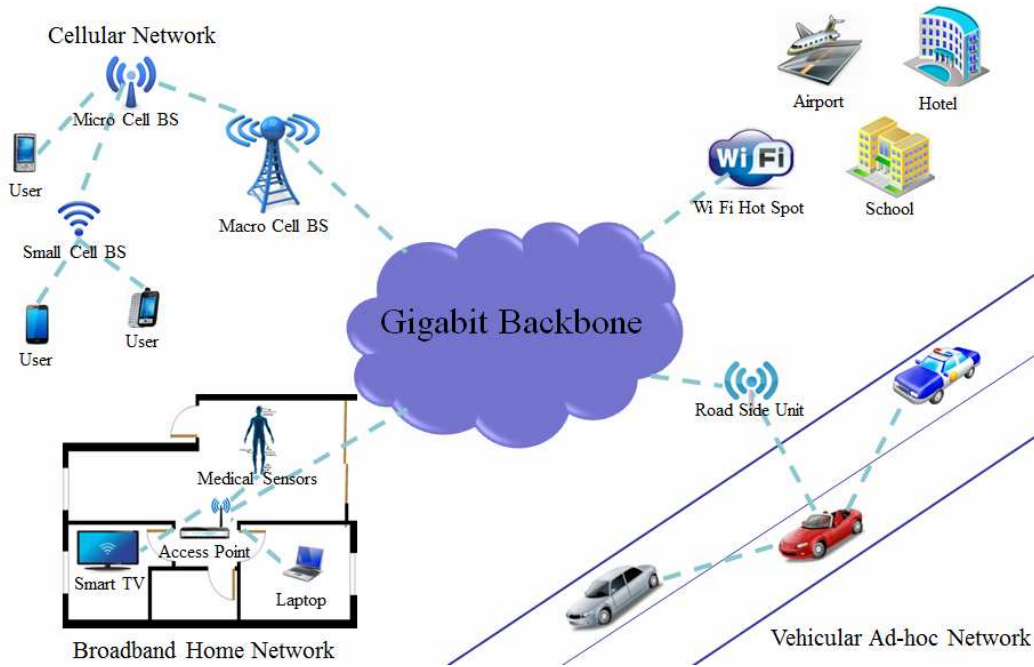 Cellular Network
Micro Cell BS
User
Macro Cell BS
Small Cell BS
User
User
Airport
Hotel
Wi Fi
Wi Fi Hot Spot
School
Gigabit Backbone
Road Side Unit
Medical Sensors
Access Point
Smart TV
Laptop
Broadband Home Network
Vehicular Ad-hoc Network